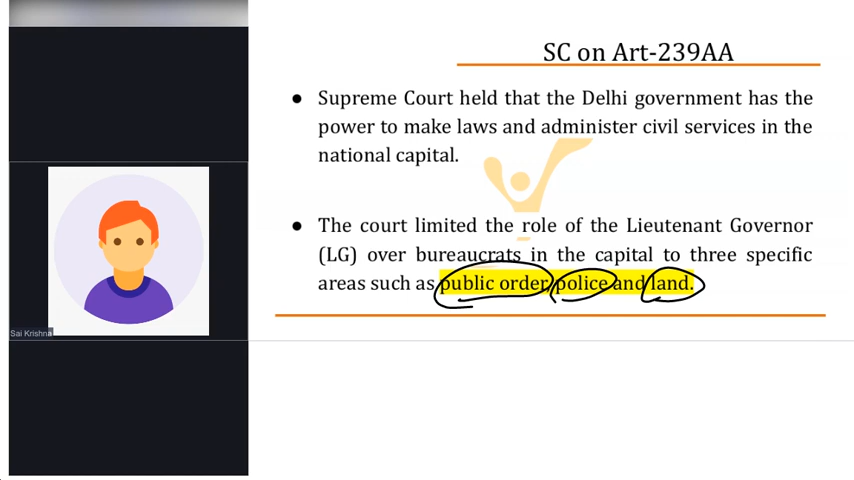 SC on Art-239AA
● Supreme Court held that the Delhi government has the
power to make laws and administer civil services in the
national capital.
● The court limited the role of the Lieutenant Governor
(LG) over bureaucrats in the capital to three specific
areas such as public order, police and land.
Sai Krishna